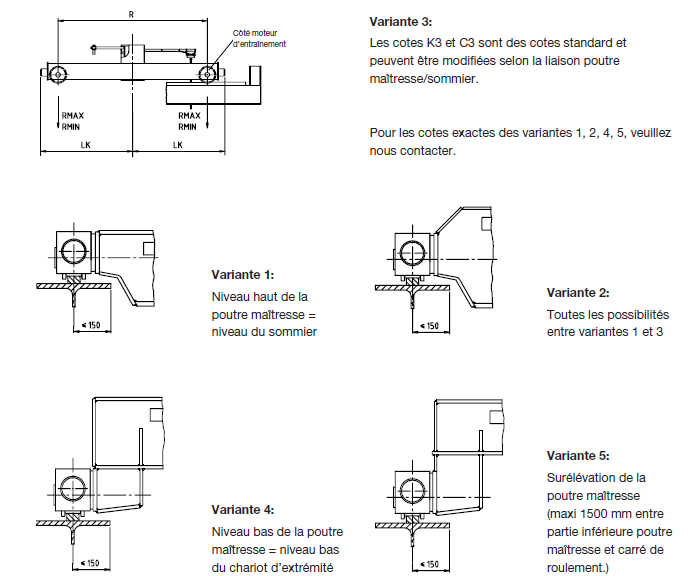 R
Côté moteur
d'entraînement
RMAX
RMIN
RMAX
RMIN
LK
LK
Variante 3:
Les cotes K3 et C3 sont des cotes standard et
peuvent être modifiées selon la liaison poutre
maîtresse/sommier.
Pour les cotes exactes des variantes 1, 2, 4, 5, veuillez
nous contacter.
≤ 150
Variante 1:
Niveau haut de la
poutre maîtresse =
niveau du sommier
≤ 150
Variante 2:
Toutes les possibilités
entre variantes 1 et 3
≤ 150
Variante 4:
Niveau bas de la poutre
maîtresse = niveau bas
du chariot d'extrémité
≤ 150
Variante 5:
Surélévation de la
poutre maîtresse
(maxi 1500 mm entre
partie inférieure poutre
maîtresse et carré de
roulement.)